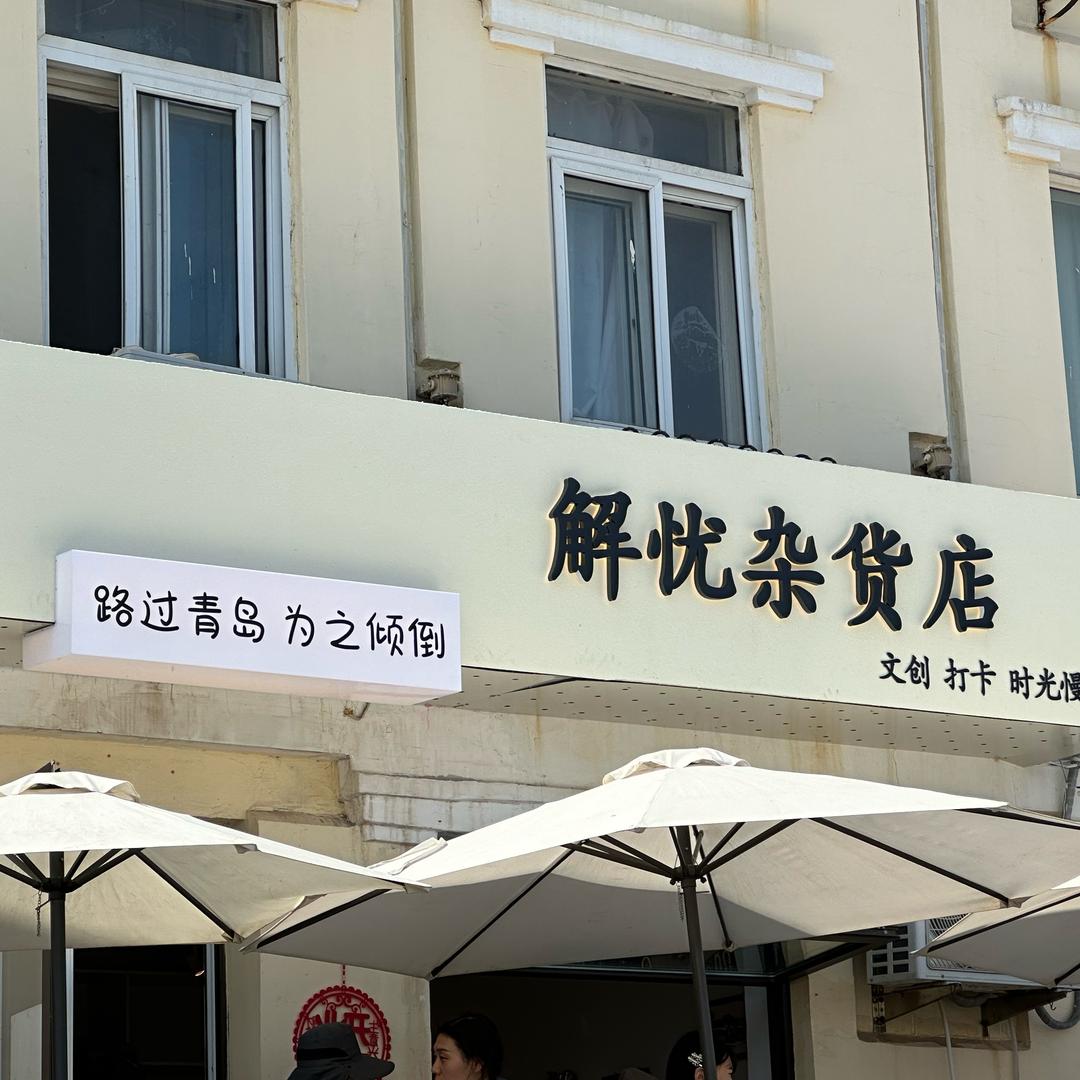 解忧杂货店
路过青岛 为之倾倒
文创 打卡 时光慢